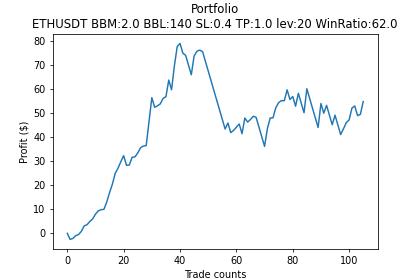 Portfolio
ETHUSDT BBM:2.0 BBL:140 SL:0.4 TP:1.0 lev:20 WinRatio:62.0
80
70
60
50
40
30
20
10
0
Profit ($)
0 20 40 60 80 100
Trade counts